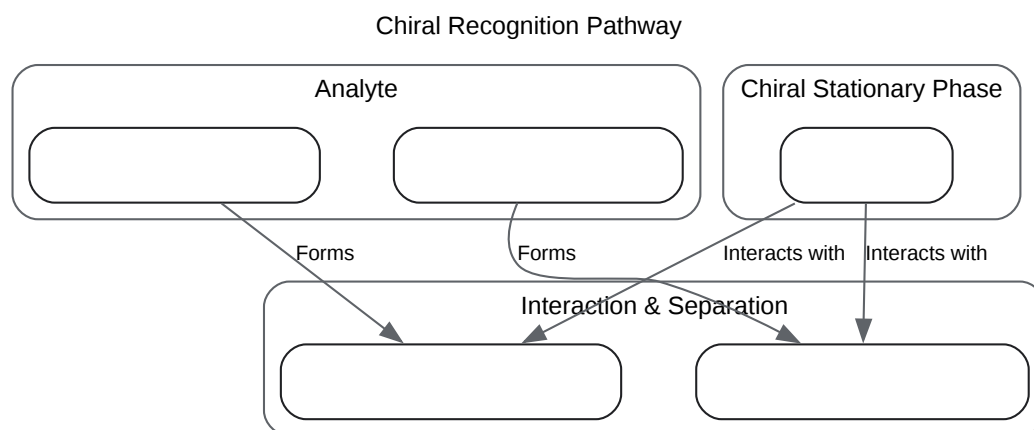 Chiral Recognition Pathway
Analyte
Chiral Stationary Phase
Forms
Forms
Interacts with
Interacts with
Interaction & Separation